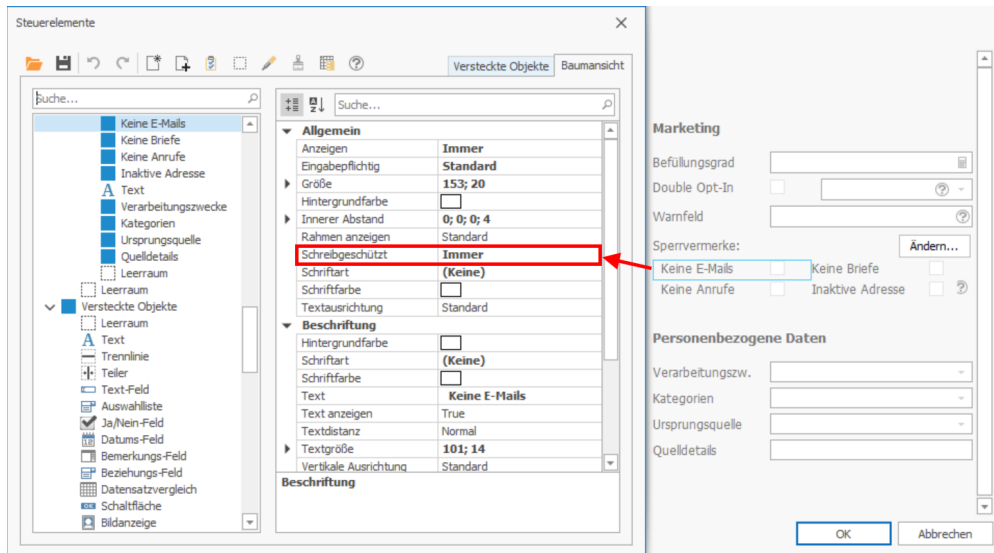 Steuerelemente
Versteckte Objekte Baumansicht
Suche...
Keine E-Mails
Keine Briefe
Keine Anrufe
Inaktive Adresse
A Text
Verarbeitungszwecke
Kategorien
Ursprungsquelle
Quelldetails
Leerraum
Leerraum
Versteckte Objekte
Leerraum
A Text
Trennlinie
Teiler
Text-Feld
Auswahlliste
Ja/Nein-Feld
Datums-Feld
Bemerkungs-Feld
Beziehungs-Feld
Datensatzvergleich
Schaltfläche
Bildanzeige
Suche...
Allgemein
Anzeigen Immer
Eingabepflichtig Standard
Größe 153; 20
Hintergrundfarbe
Innerer Abstand 0; 0; 0; 4
Rahmen anzeigen Standard
Schreibgeschützt Immer
Schriftart (Keine)
Schriftfarbe
Textausrichtung Standard
Beschriftung
Hintergrundfarbe
Schriftart (Keine)
Schriftfarbe
Text Keine E-Mails
Text anzeigen True
Textdistanz Normal
Textgröße 101; 14
Vertikale Ausrichtung Standard
Beschriftung
Marketing
Befüllungsgrad
Double Opt-In
Warnfeld
Sperrvermerke: Ändern...
Keine E-Mails Keine Briefe
Keine Anrufe Inaktive Adresse
Personenbezogene Daten
Verarbeitungszw.
Kategorien
Ursprungsquelle
Quelldetails
OK Abbrechen